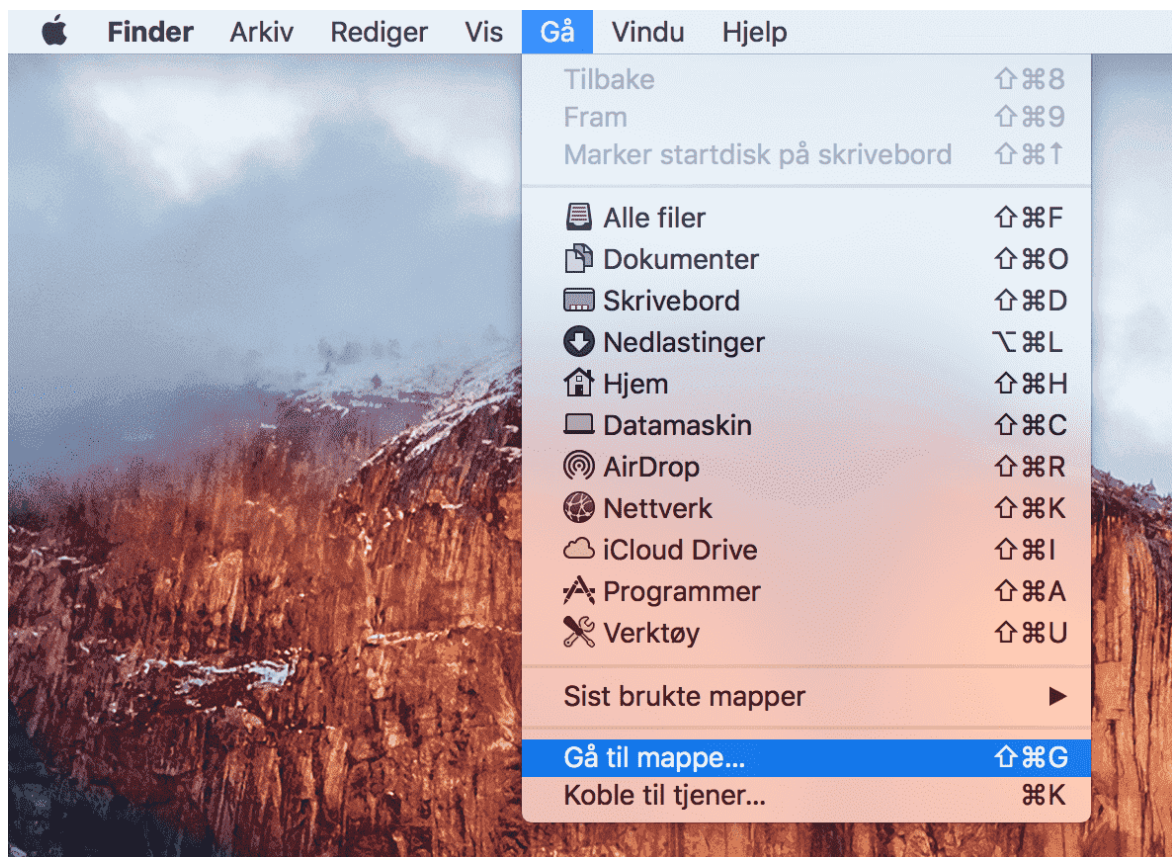 Finder Arkiv Rediger Vis Gå Vindu Hjelp
Tilbake ⇧⌘8
Fram ⇧⌘9
Marker startdisk på skrivebord ⇧⌘↑
Alle filer ⇧⌘F
Dokumenter ⇧⌘O
Skrivebord ⇧⌘D
Nedlastinger ⌥⌘L
Hjem ⇧⌘H
Datamaskin ⇧⌘C
AirDrop ⇧⌘R
Nettverk ⇧⌘K
iCloud Drive ⇧⌘I
Programmer ⇧⌘A
Verktøy ⇧⌘U
Sist brukte mapper ▶
Gå til mappe... ⇧⌘G
Koble til tjener... ⌘K